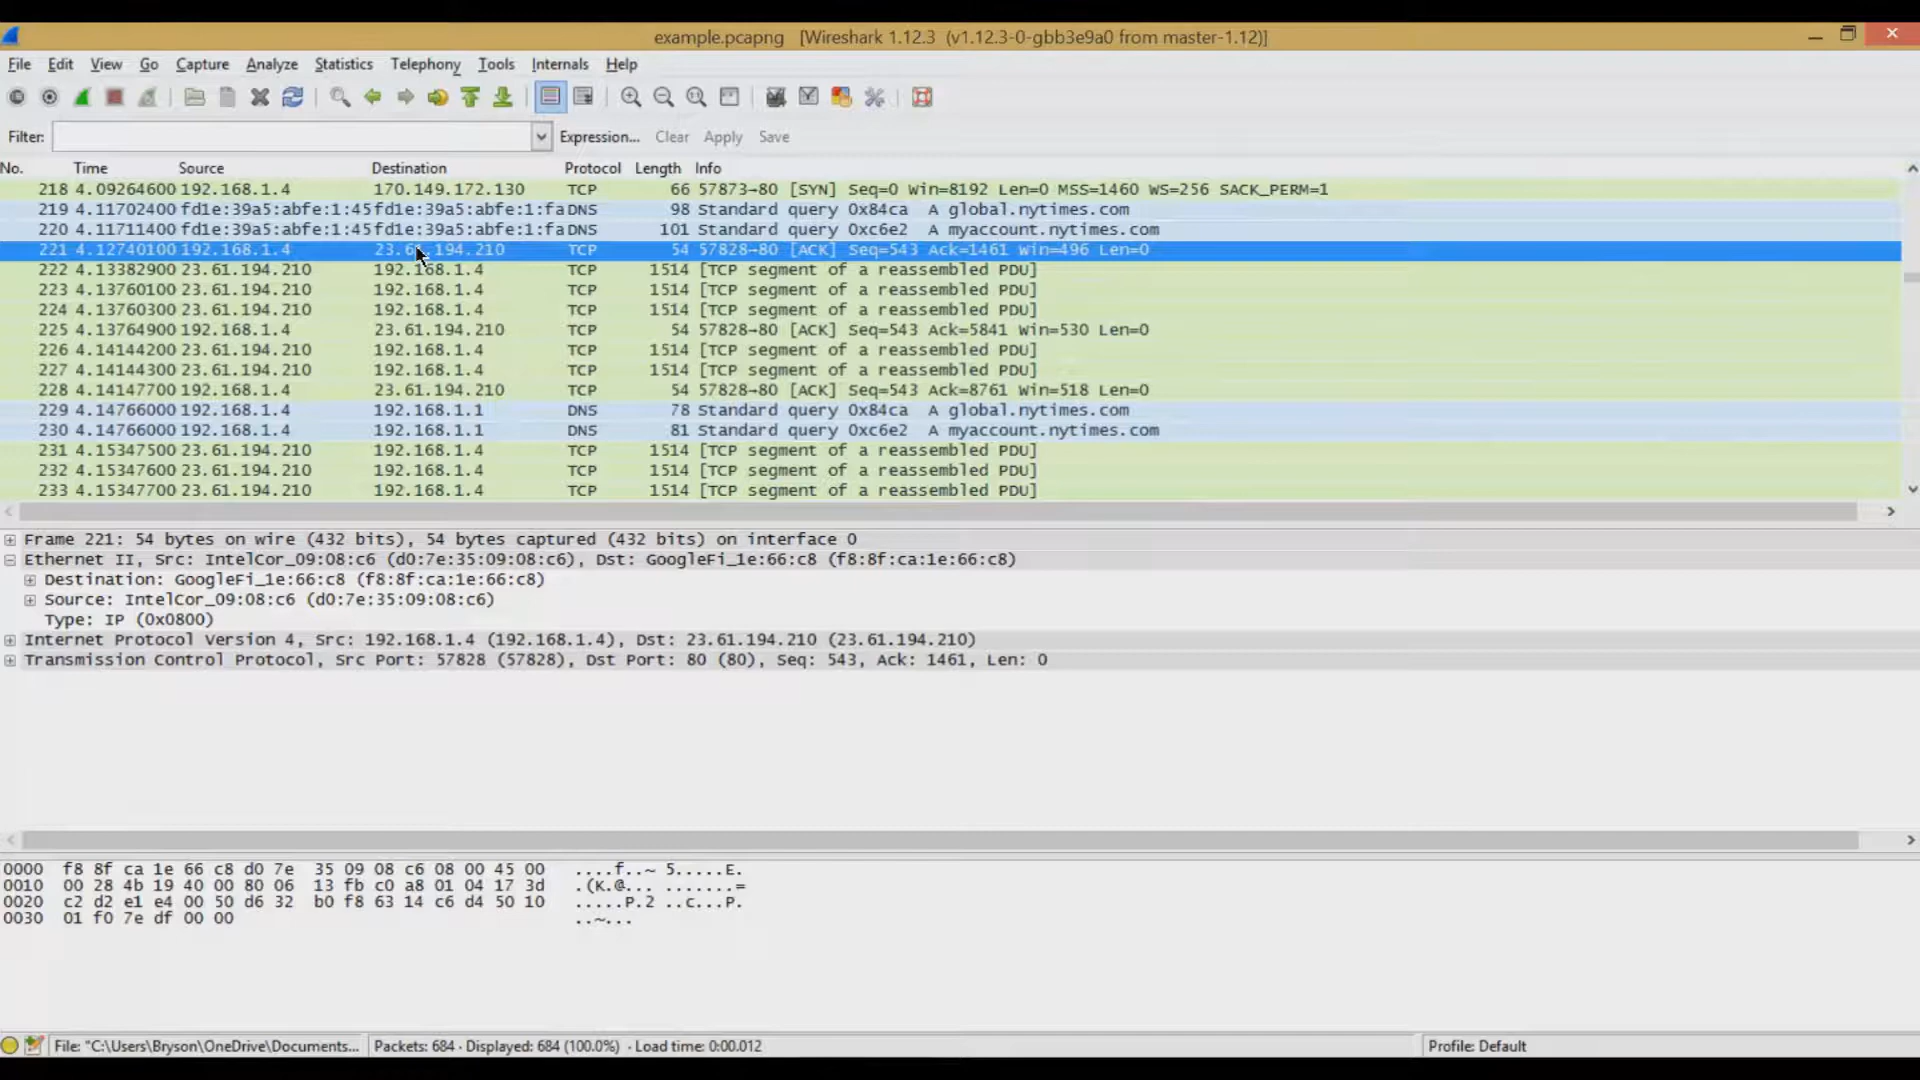 example.pcapng [Wireshark 1.12.3 (v1.12.3-0-gbb3e9a0 from master-1.12)]
File Edit View Go Capture Analyze Statistics Telephony Tools Internals Help
Filter: Expression... Clear Apply Save
No. Time Source Destination Protocol Length Info
218 4.09264600 192.168.1.4 170.149.172.130 TCP 66 57873→80 [SYN] Seq=0 Win=8192 Len=0 MSS=1460 WS=256 SACK_PERM=1
219 4.11702400 fd1e:39a5:abfe:1:45 fd1e:39a5:abfe:1:fa DNS 98 Standard query 0x84ca A global.nytimes.com
220 4.11711400 fd1e:39a5:abfe:1:45 fd1e:39a5:abfe:1:fa DNS 101 Standard query 0xc6e2 A myaccount.nytimes.com
221 4.12740100 192.168.1.4 23.61.194.210 TCP 54 57828→80 [ACK] Seq=543 Ack=1461 Win=496 Len=0
222 4.13382900 23.61.194.210 192.168.1.4 TCP 1514 [TCP segment of a reassembled PDU]
223 4.13760100 23.61.194.210 192.168.1.4 TCP 1514 [TCP segment of a reassembled PDU]
224 4.13760300 23.61.194.210 192.168.1.4 TCP 1514 [TCP segment of a reassembled PDU]
225 4.13764900 192.168.1.4 23.61.194.210 TCP 54 57828→80 [ACK] Seq=543 Ack=5841 Win=530 Len=0
226 4.14144200 23.61.194.210 192.168.1.4 TCP 1514 [TCP segment of a reassembled PDU]
227 4.14144300 23.61.194.210 192.168.1.4 TCP 1514 [TCP segment of a reassembled PDU]
228 4.14147700 192.168.1.4 23.61.194.210 TCP 54 57828→80 [ACK] Seq=543 Ack=8761 Win=518 Len=0
229 4.14766000 192.168.1.4 192.168.1.1 DNS 78 Standard query 0x84ca A global.nytimes.com
230 4.14766000 192.168.1.4 192.168.1.1 DNS 81 Standard query 0xc6e2 A myaccount.nytimes.com
231 4.15347500 23.61.194.210 192.168.1.4 TCP 1514 [TCP segment of a reassembled PDU]
232 4.15347600 23.61.194.210 192.168.1.4 TCP 1514 [TCP segment of a reassembled PDU]
233 4.15347700 23.61.194.210 192.168.1.4 TCP 1514 [TCP segment of a reassembled PDU]
Frame 221: 54 bytes on wire (432 bits), 54 bytes captured (432 bits) on interface 0
Ethernet II, Src: IntelCor_09:08:c6 (d0:7e:35:09:08:c6), Dst: GoogleFi_1e:66:c8 (f8:8f:ca:1e:66:c8)
Destination: GoogleFi_1e:66:c8 (f8:8f:ca:1e:66:c8)
Source: IntelCor_09:08:c6 (d0:7e:35:09:08:c6)
Type: IP (0x0800)
Internet Protocol Version 4, Src: 192.168.1.4 (192.168.1.4), Dst: 23.61.194.210 (23.61.194.210)
Transmission Control Protocol, Src Port: 57828 (57828), Dst Port: 80 (80), Seq: 543, Ack: 1461, Len: 0
0000 f8 8f ca 1e 66 c8 d0 7e 35 09 08 c6 08 00 45 00 ....f..~ 5.....E.
0010 00 28 4b 19 40 00 80 06 13 fb c0 a8 01 04 17 3d .(K.@... .......=
0020 c2 d2 e1 e4 00 50 d6 32 b0 f8 63 14 c6 d4 50 10 .....P.2 ..c...P.
0030 01 f0 7e df 00 00 ..~...
File: "C:\Users\Bryson\OneDrive\Documents... Packets: 684 · Displayed: 684 (100.0%) · Load time: 0:00.012 Profile: Default